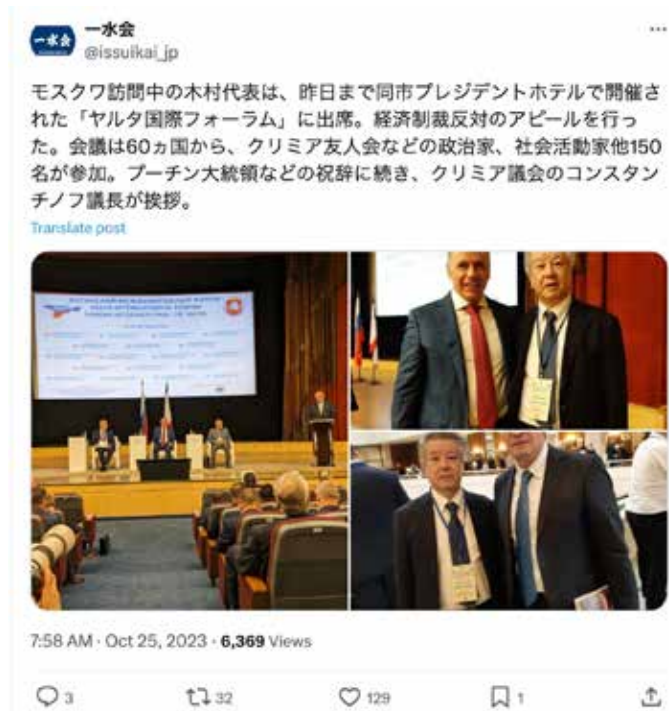 一水会
一水会
@issuikai_jp
モスクワ訪問中の木村代表は、昨日まで同市プレジデントホテルで開催さ
れた「ヤルタ国際フォーラム」に出席。経済制裁反対のアピールを行っ
た。会議は60ヵ国から、クリミア友人会などの政治家、社会活動家他150
名が参加。プーチン大統領などの祝辞に続き、クリミア議会のコンスタン
チノフ議長が挨拶。
Translate post
7:58 AM · Oct 25, 2023 · 6,369 Views
3 32 129 1